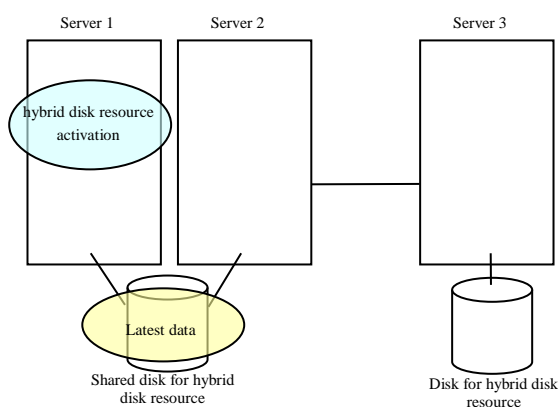 Server 1
Server 2
Server 3
hybrid disk resource
activation
Latest data
Shared disk for hybrid
disk resource
Disk for hybrid disk
resource